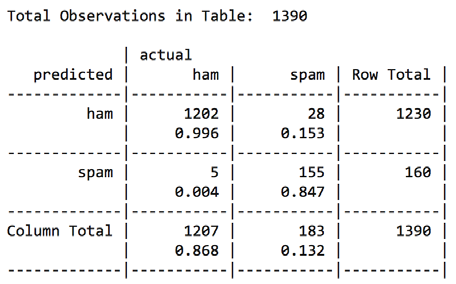 Total Observations in Table:  1390
             | actual
   predicted |       ham |      spam | Row Total |
-------------|-----------|-----------|-----------|
         ham |      1202 |        28 |      1230 |
             |     0.996 |     0.153 |           |
-------------|-----------|-----------|-----------|
        spam |         5 |       155 |       160 |
             |     0.004 |     0.847 |           |
-------------|-----------|-----------|-----------|
Column Total |      1207 |       183 |      1390 |
             |     0.868 |     0.132 |           |
-------------|-----------|-----------|-----------|